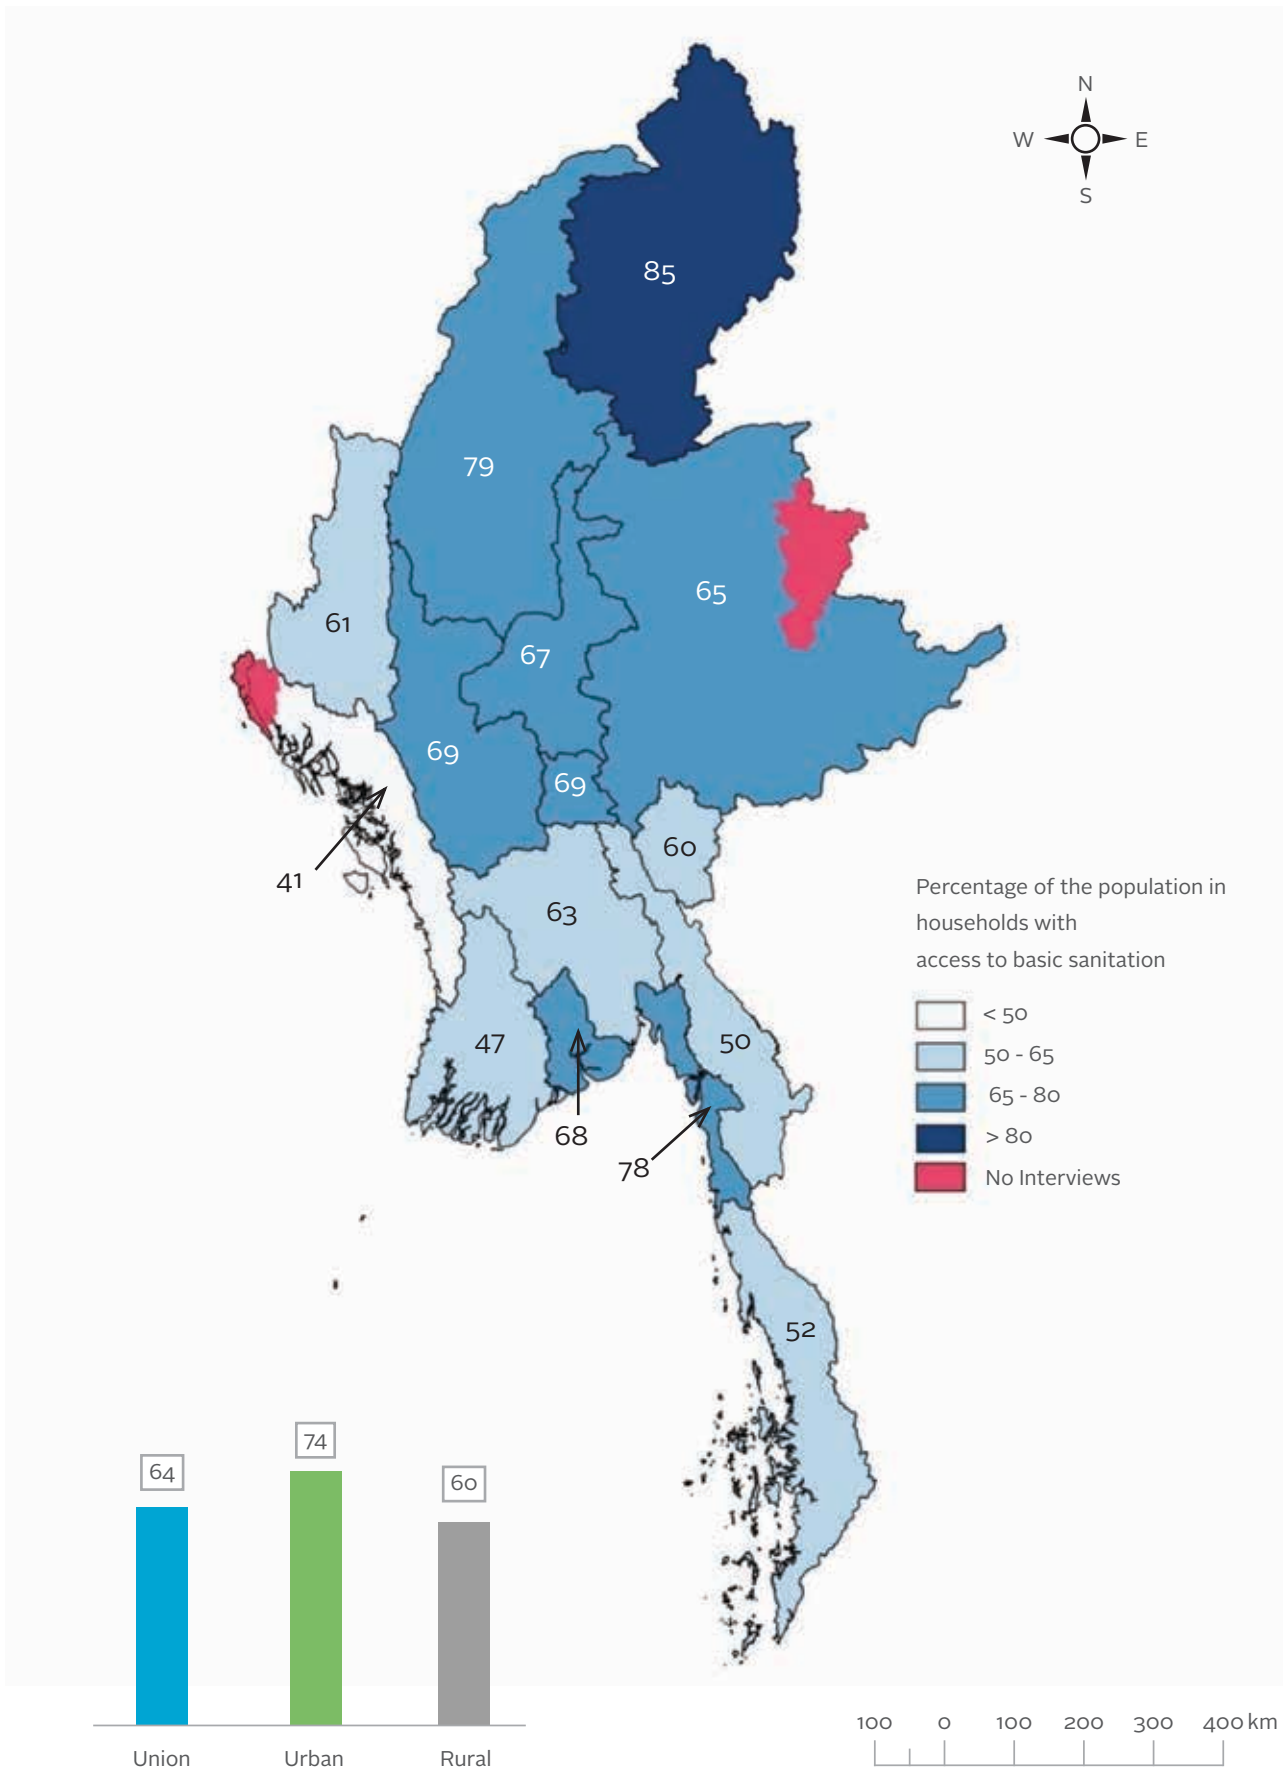 N
W E
S
85
79
65
61
67
69
69
41
60
63
47
50
68
78
Percentage of the population in
households with
access to basic sanitation
< 50
50 - 65
65 - 80
> 80
No Interviews
52
74
64
60
Union Urban Rural
100 0 100 200 300 400 km